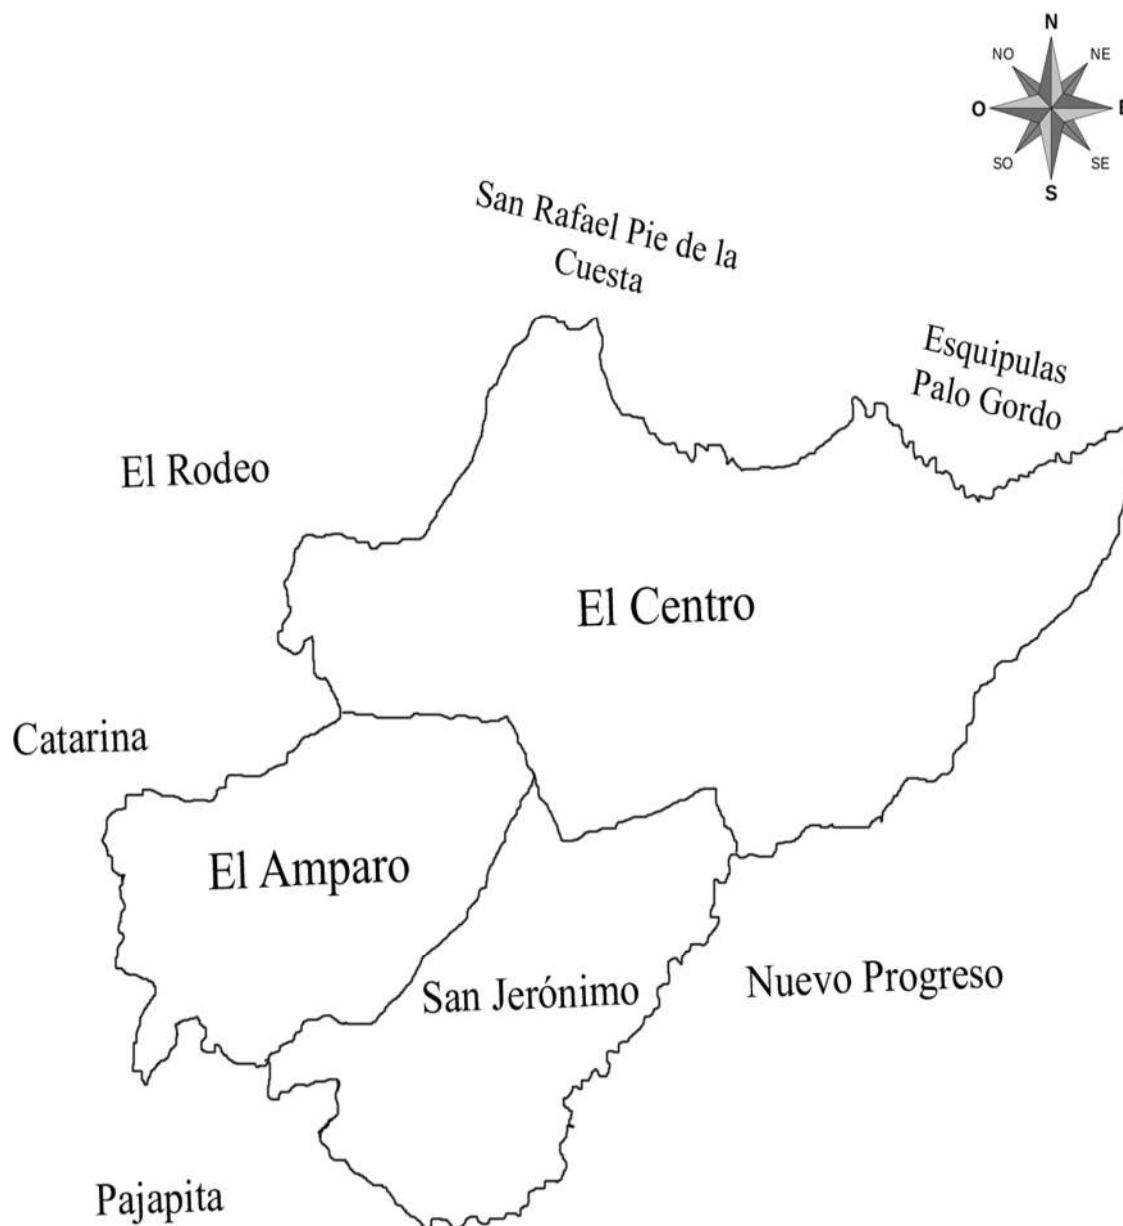 N
NO
NE
O
E
SO
SE
S
San Rafael Pie de la
Cuesta
Esquipulas
Palo Gordo
El Rodeo
El Centro
Catarina
El Amparo
San Jerónimo
Nuevo Progreso
Pajapita